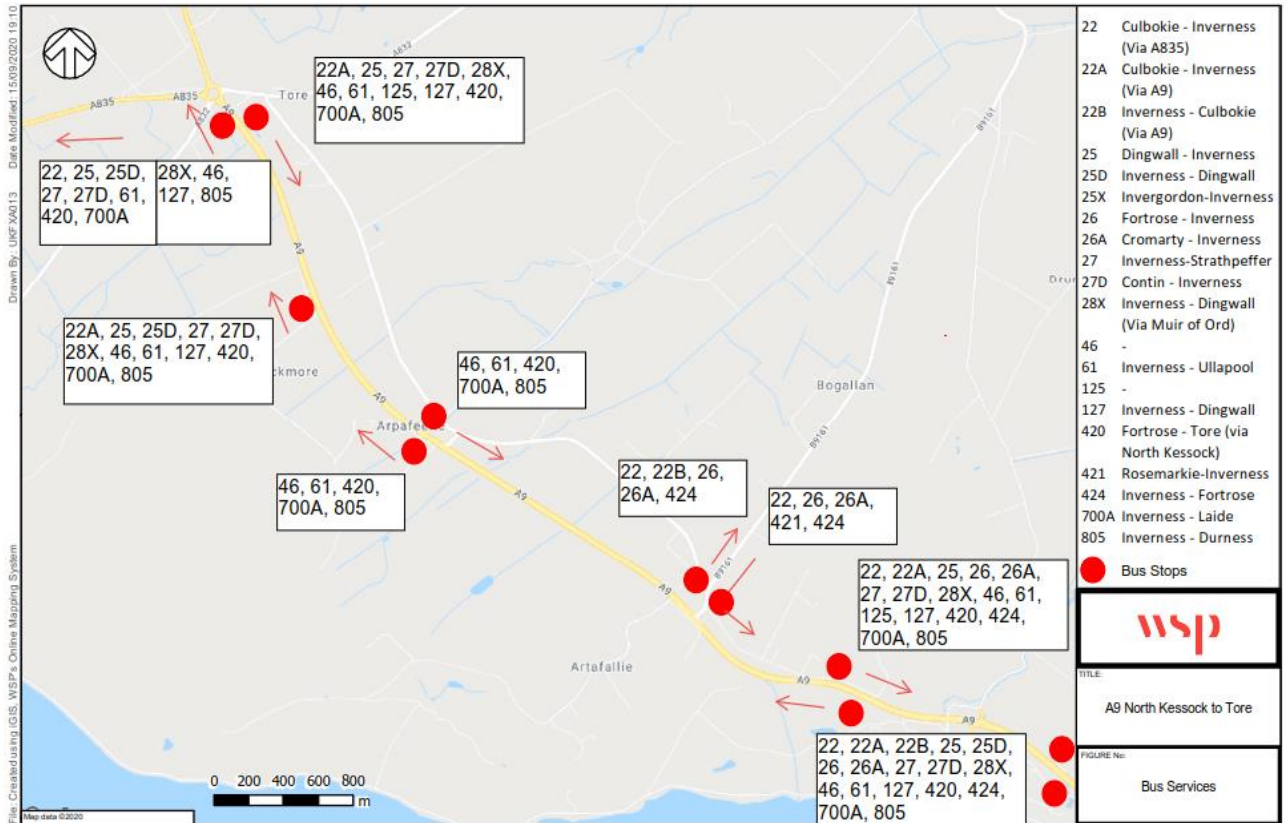 Date Modified: 15/09/2020 19:10
Drawn By: UKFXA013
File: Created using iGIS, WSP's Online Mapping System
A835
A835
A832
A9
Tore
A832
22A, 25, 27, 27D, 28X,
46, 61, 125, 127, 420,
700A, 805
22, 25, 25D,
27, 27D, 61,
420, 700A
28X, 46,
127, 805
A9
22A, 25, 25D, 27, 27D,
28X, 46, 61, 127, 420,
700A, 805
ckmore
A9
46, 61, 420,
700A, 805
Arpafee
46, 61, 420,
700A, 805
A9
B9161
B9161
Drur
Bogallan
B9161
22, 22B, 26,
26A, 424
22, 26, 26A,
421, 424
B9161
A9
22, 22A, 25, 26, 26A,
27, 27D, 28X, 46, 61,
125, 127, 420, 424,
700A, 805
Artafallie
A9
A9
22, 22A, 22B, 25, 25D,
26, 26A, 27, 27D, 28X,
46, 61, 127, 420, 424,
700A, 805
0 200 400 600 800
m
Map data ©2020
22 Culbokie - Inverness
(Via A835)
22A Culbokie - Inverness
(Via A9)
22B Inverness - Culbokie
(Via A9)
25 Dingwall - Inverness
25D Inverness - Dingwall
25X Invergordon-Inverness
26 Fortrose - Inverness
26A Cromarty - Inverness
27 Inverness-Strathpeffer
27D Contin - Inverness
28X Inverness - Dingwall
(Via Muir of Ord)
46 -
61 Inverness - Ullapool
125 -
127 Inverness - Dingwall
420 Fortrose - Tore (via
North Kessock)
421 Rosemarkie-Inverness
424 Inverness - Fortrose
700A Inverness - Laide
805 Inverness - Durness
Bus Stops
wsp
TITLE:
A9 North Kessock to Tore
FIGURE No:
Bus Services